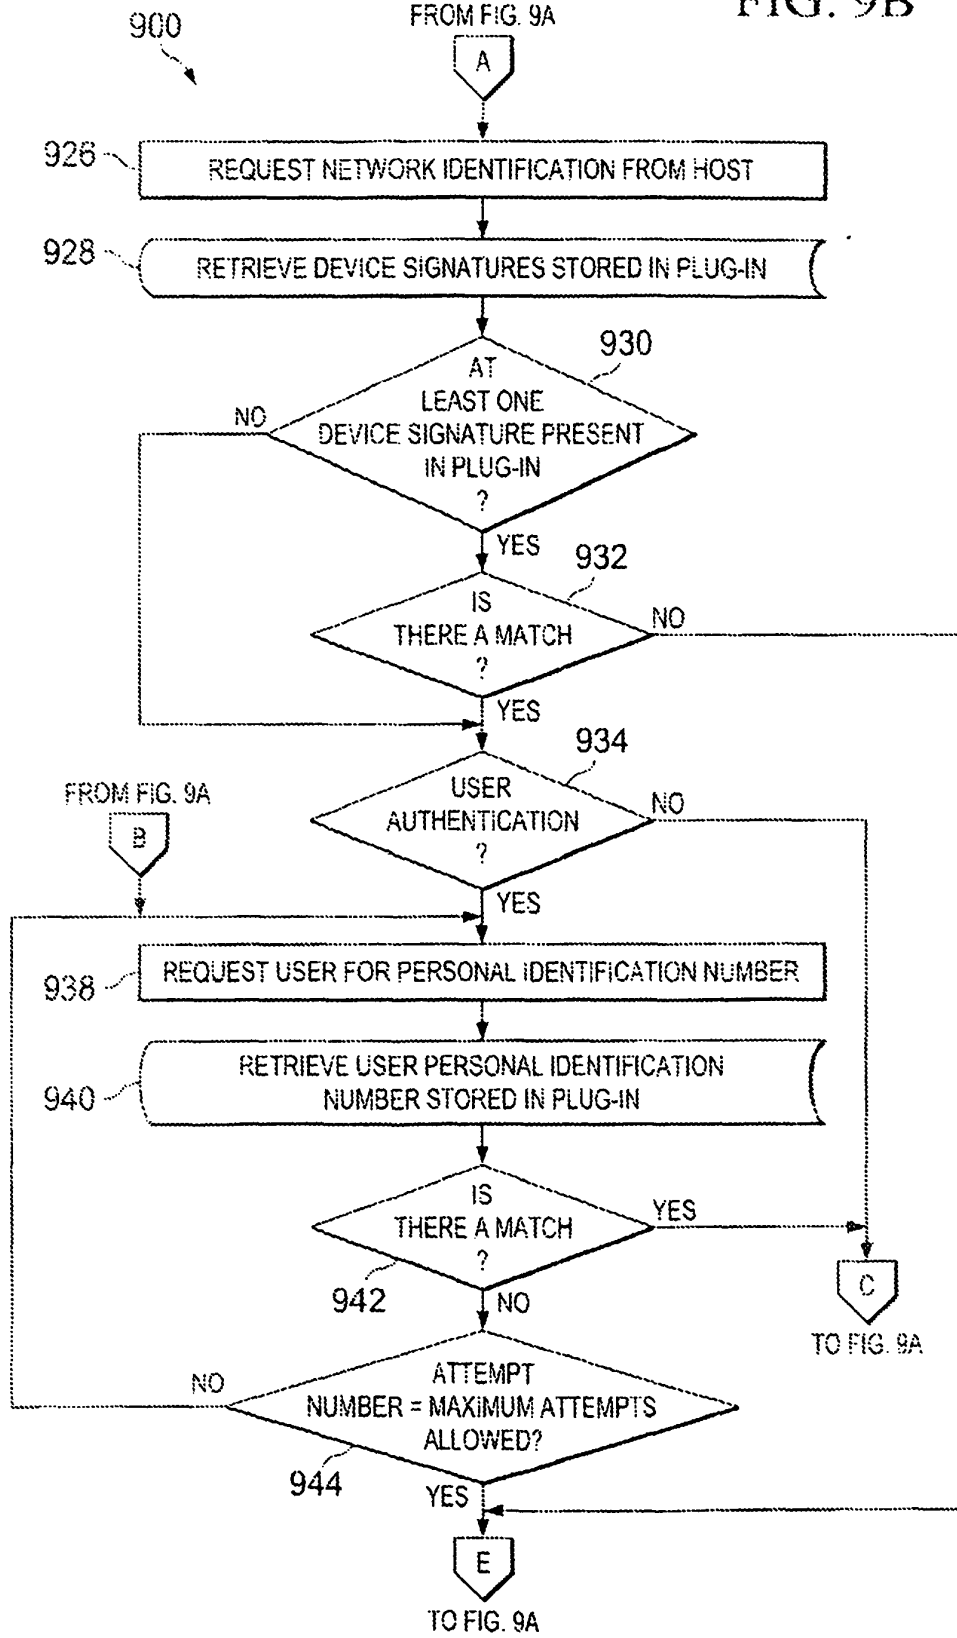 FROM FIG. 9A
FIG. 9B
900
A
926
REQUEST NETWORK IDENTIFICATION FROM HOST
928
RETRIEVE DEVICE SIGNATURES STORED IN PLUG-IN
930
AT
LEAST ONE
DEVICE SIGNATURE PRESENT
IN PLUG-IN
?
NO
YES
932
IS
THERE A MATCH
?
NO
YES
934
USER
AUTHENTICATION
?
NO
YES
FROM FIG. 9A
B
938
REQUEST USER FOR PERSONAL IDENTIFICATION NUMBER
940
RETRIEVE USER PERSONAL IDENTIFICATION
NUMBER STORED IN PLUG-IN
IS
THERE A MATCH
?
YES
942
NO
C
TO FIG. 9A
ATTEMPT
NUMBER = MAXIMUM ATTEMPTS
ALLOWED?
NO
944
YES
E
TO FIG. 9A